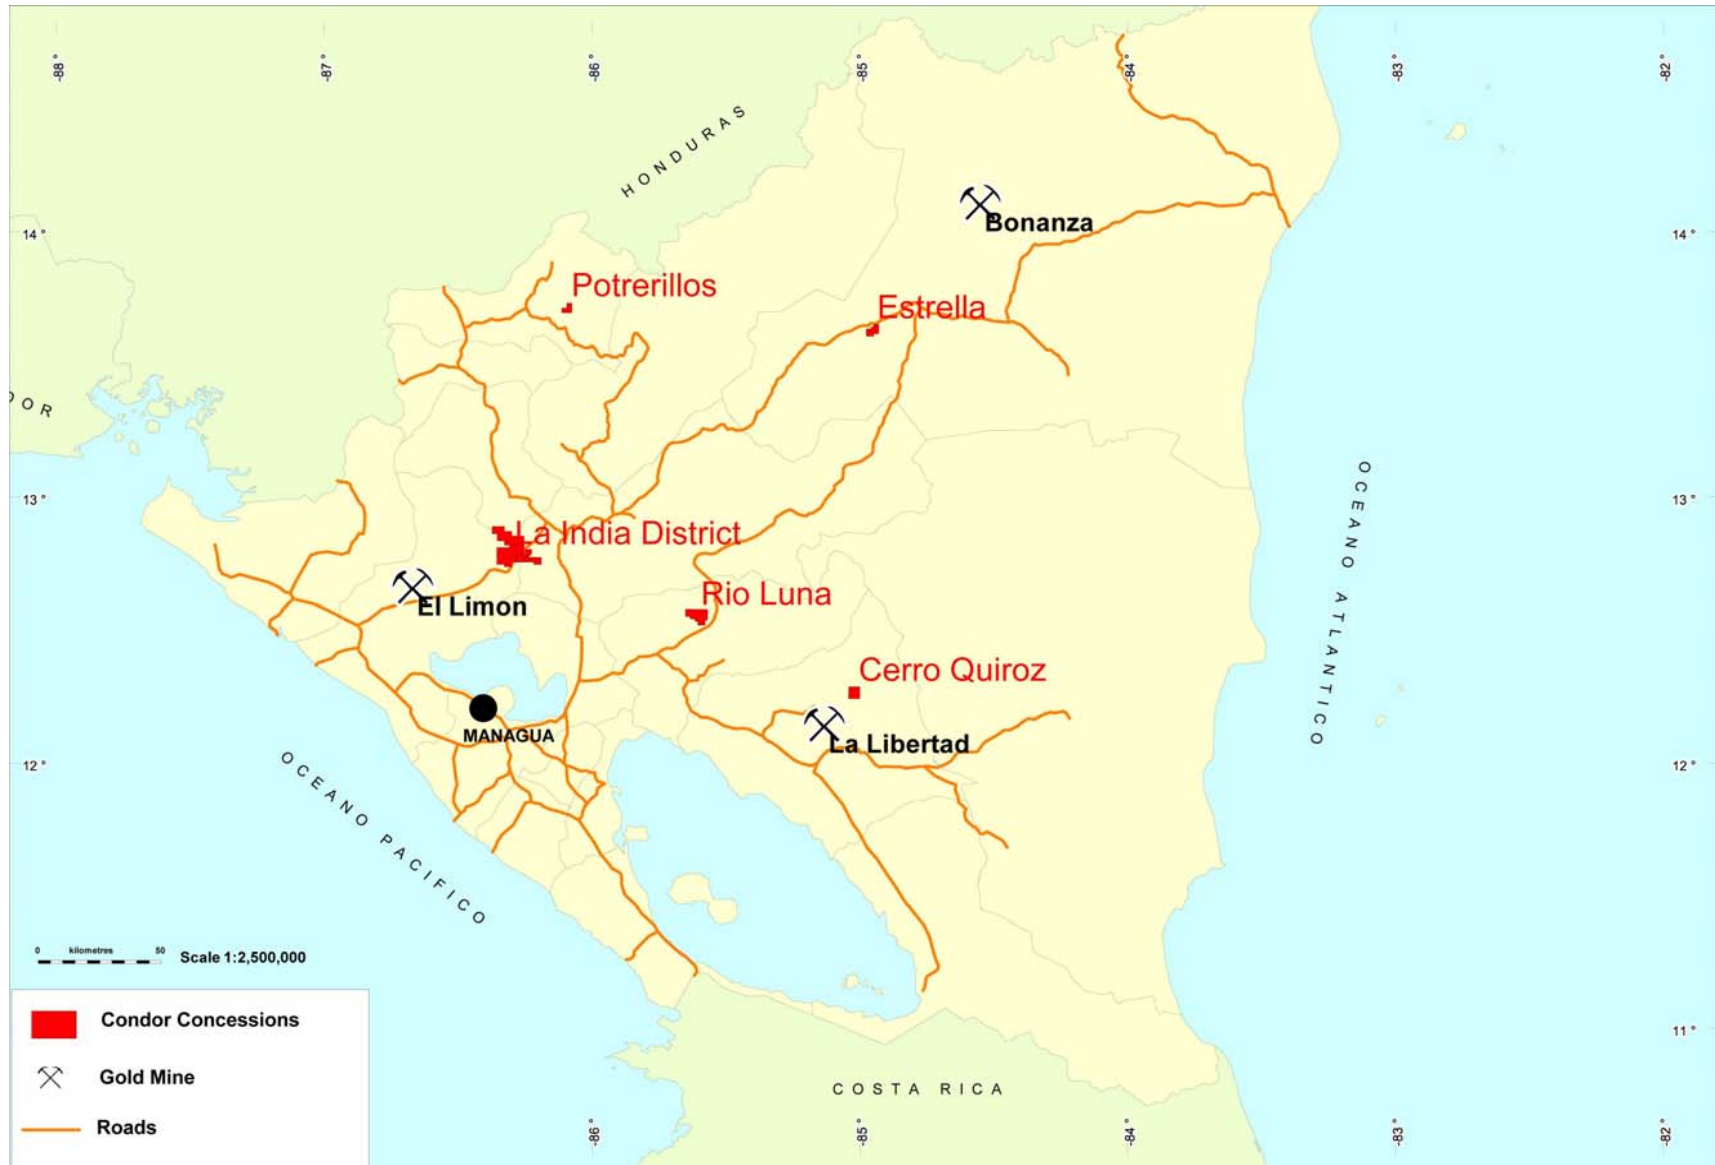 -88 °
-87 °
-86 °
-85 °
-84 °
-83 °
-82 °
HONDURAS
14 °
Bonanza
14 °
Potrerillos
Estrella
DOR
13 °
13 °
La India District
OCEANO ATLANTICO
El Limon
Rio Luna
Cerro Quiroz
MANAGUA
La Libertad
12 °
12 °
OCEANO PACIFICO
0 kilometres 50
Scale 1:2,500,000
Condor Concessions
11 °
Gold Mine
COSTA RICA
Roads
-86 °
-85 °
-84 °
-83 °
-82 °